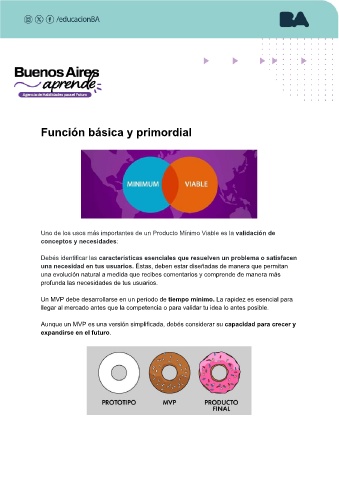 /educacionBA
BA
Buenos Aires
aprende
Agencia de Habilidades para el Futuro
Función básica y primordial
MINIMUM
VIABLE
Uno de los usos más importantes de un Producto Mínimo Viable es la validación de
conceptos y necesidades:
Debés identificar las características esenciales que resuelven un problema o satisfacen
una necesidad en tus usuarios. Estas, deben estar diseñadas de manera que permitan
una evolución natural a medida que recibes comentarios y comprende de manera más
profunda las necesidades de tus usuarios.
Un MVP debe desarrollarse en un período de tiempo mínimo. La rapidez es esencial para
llegar al mercado antes que la competencia o para validar tu idea lo antes posible.
Aunque un MVP es una versión simplificada, debés considerar su capacidad para crecer y
expandirse en el futuro.
PROTOTIPO
MVP
PRODUCTO
FINAL